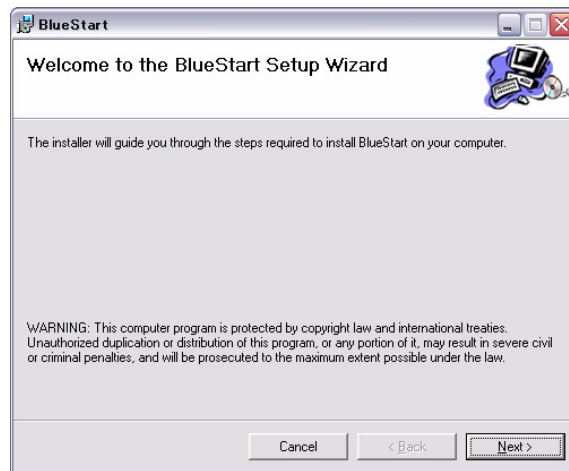 BlueStart
Welcome to the BlueStart Setup Wizard
The installer will guide you through the steps required to install BlueStart on your computer.
WARNING: This computer program is protected by copyright law and international treaties.
Unauthorized duplication or distribution of this program, or any portion of it, may result in severe civil
or criminal penalties, and will be prosecuted to the maximum extent possible under the law.
Cancel
< Back
Next >